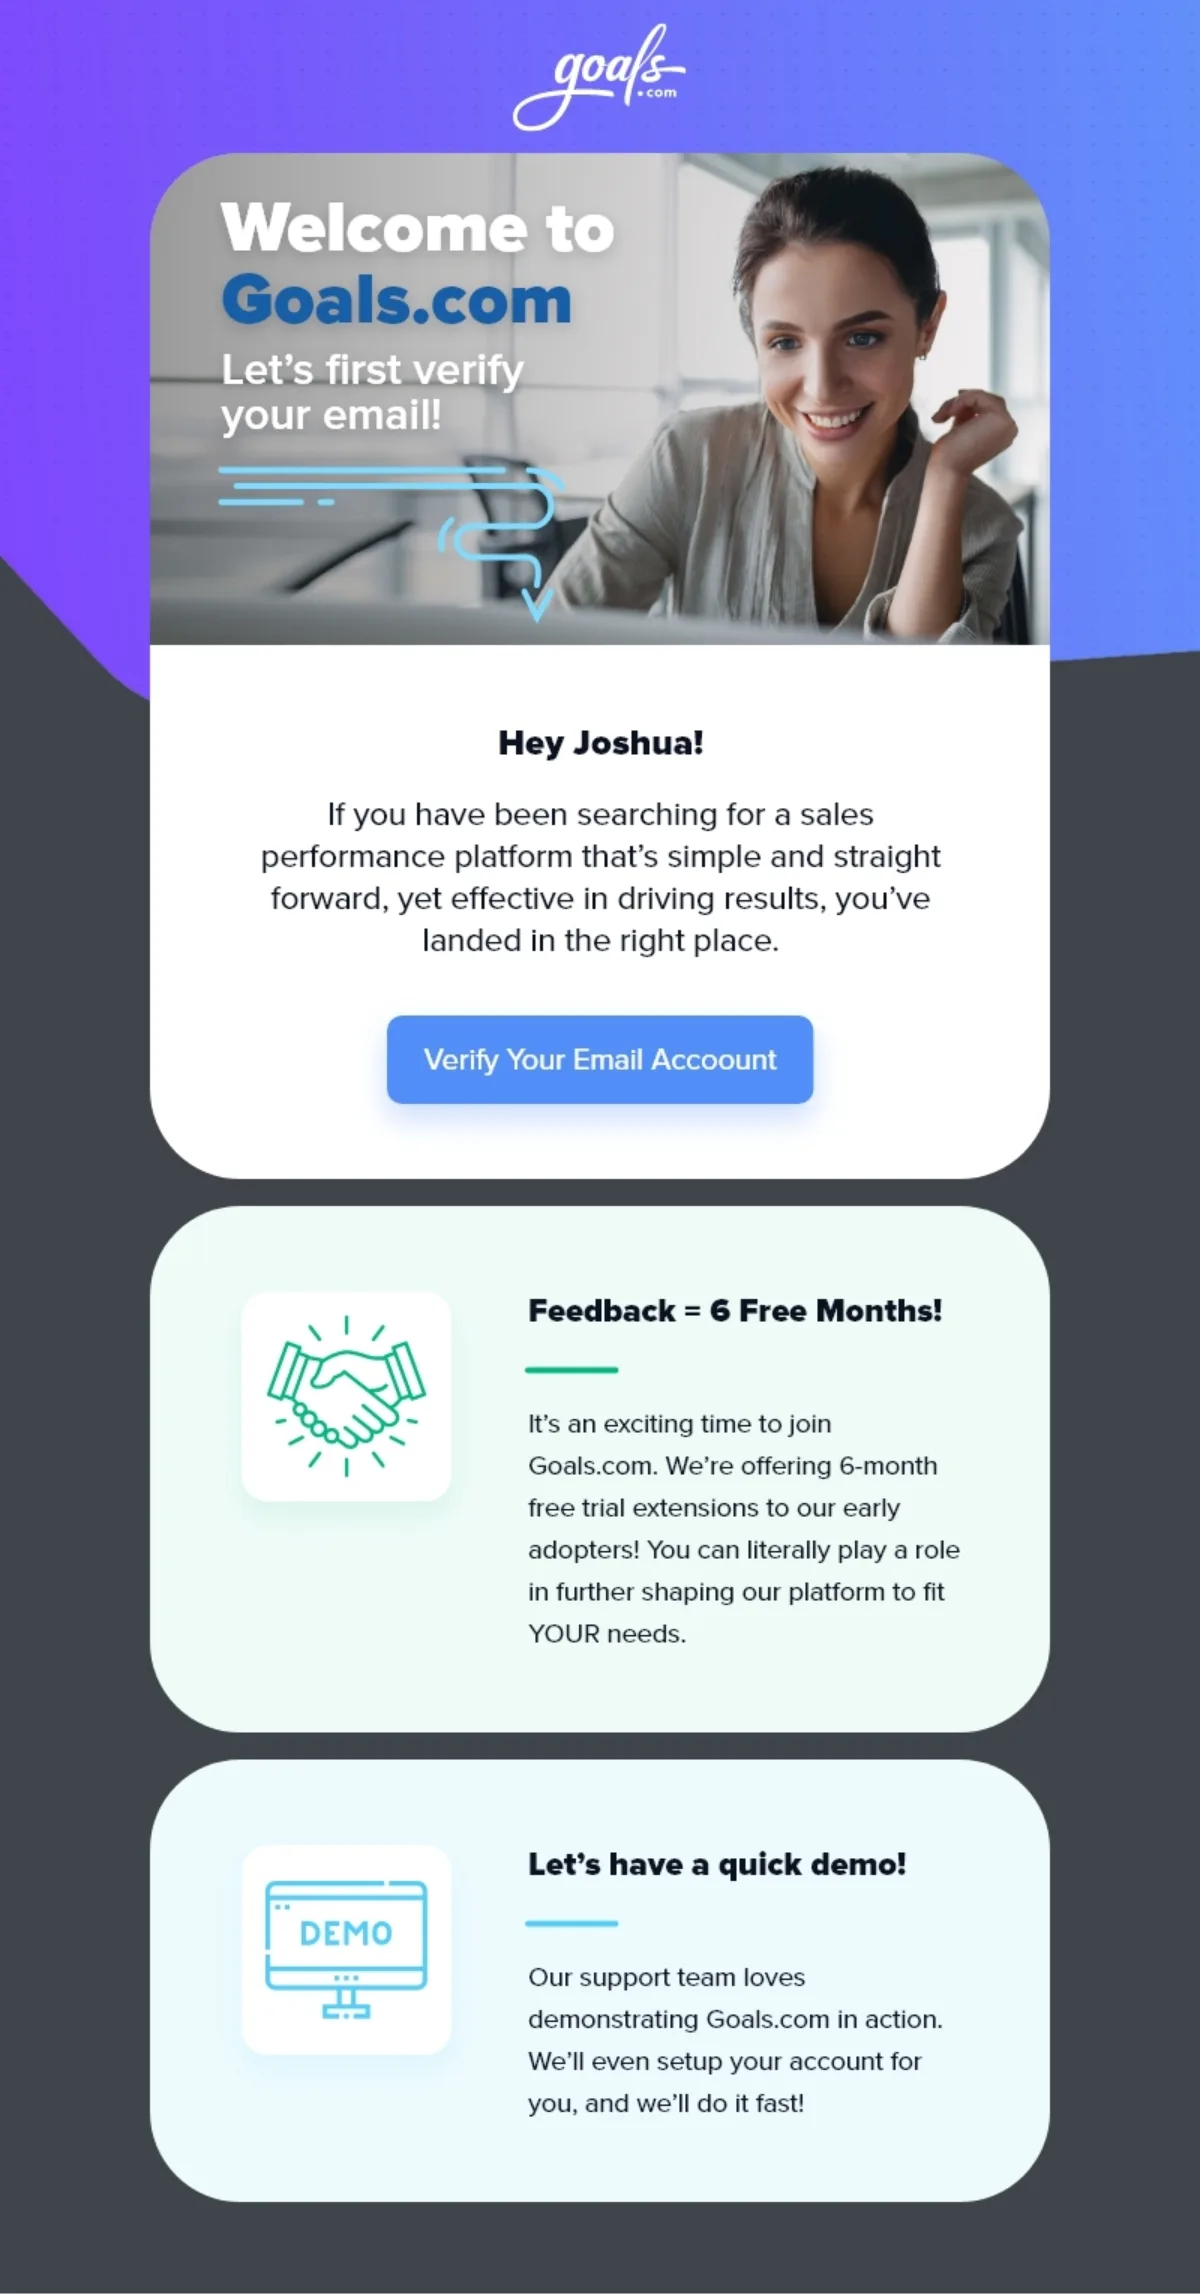 goals
.com
Welcome to
Goals.com
Let’s first verify
your email!
Hey Joshua!
If you have been searching for a sales
performance platform that’s simple and straight
forward, yet effective in driving results, you’ve
landed in the right place.
Verify Your Email Accoount
Feedback = 6 Free Months!
It’s an exciting time to join
Goals.com. We’re offering 6-month
free trial extensions to our early
adopters! You can literally play a role
in further shaping our platform to fit
YOUR needs.
DEMO
Let’s have a quick demo!
Our support team loves
demonstrating Goals.com in action.
We’ll even setup your account for
you, and we’ll do it fast!